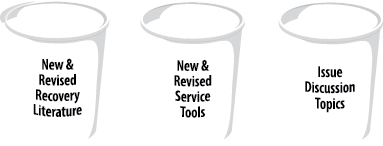 New &
Revised
Recovery
Literature
New &
Revised
Service
Tools
Issue
Discussion
Topics